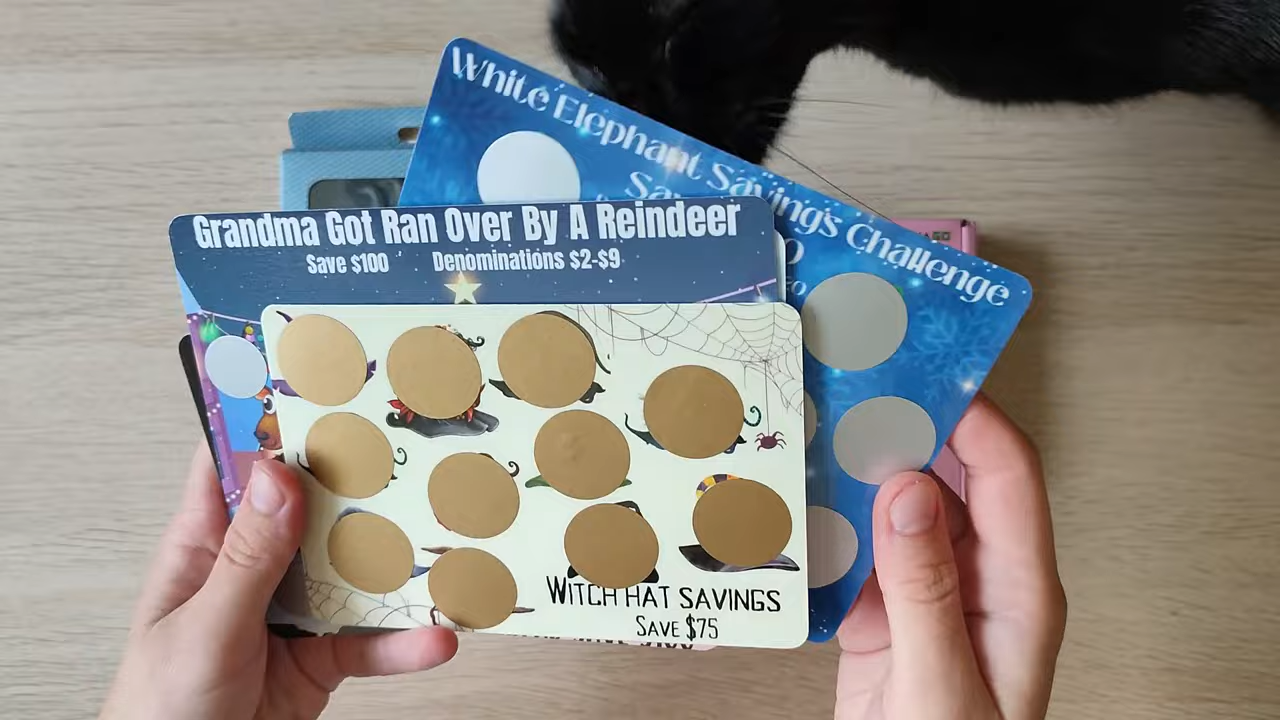 White Elephant Savings Challenge
Grandma Got Ran Over By A Reindeer
Save $100 Denominations $2-$9
WITCH HAT SAVINGS
SAVE $75